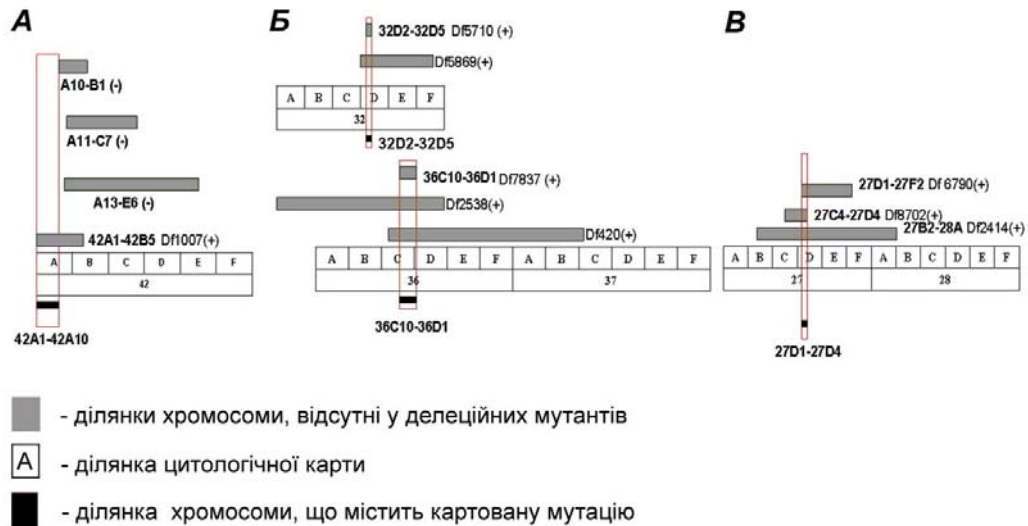 А
A10-B1 (-)
A11-C7 (-)
A13-E6 (-)
42A1-42B5 Df1007(+)
A B C D E F
42
42A1-42A10
Б
32D2-32D5 Df5710 (+)
Df5869(+)
A B C D E F
32
32D2-32D5
36C10-36D1 Df7837 (+)
Df2538(+)
Df420(+)
A B C D E F A B C D E F
36 37
36C10-36D1
В
27D1-27F2 Df 6790(+)
27C4-27D4 Df8702(+)
27B2-28A Df2414(+)
A B C D E F A B C D E F
27 28
27D1-27D4
- ділянки хромосоми, відсутні у делеційних мутантів
A - ділянка цитологічної карти
- ділянка хромосоми, що містить картовану мутацію